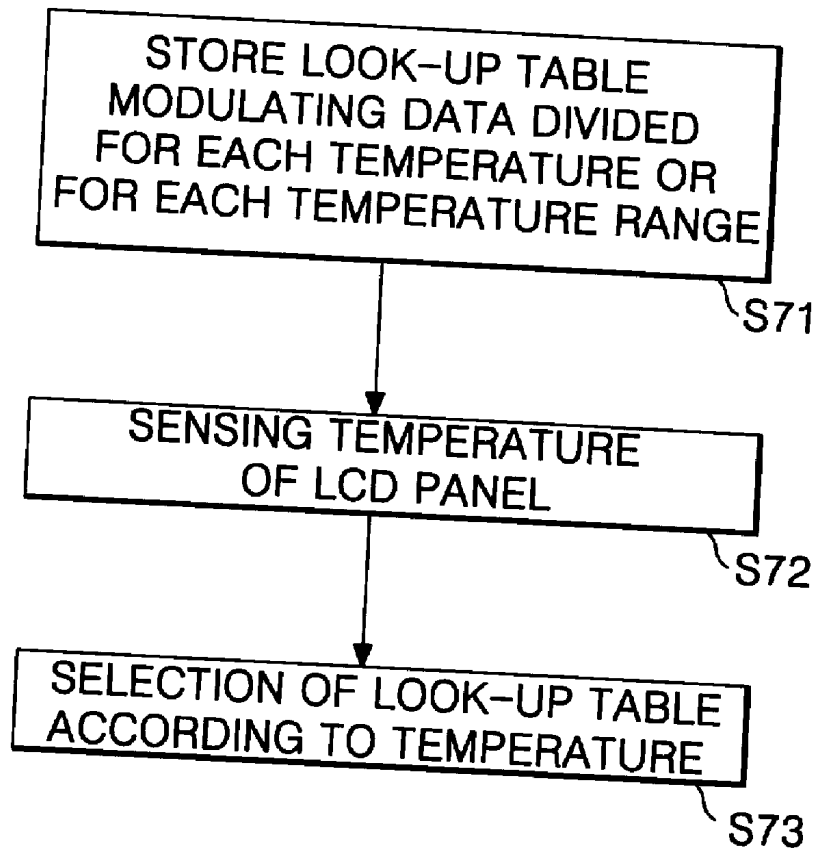 STORE LOOK-UP TABLE
MODULATING DATA DIVIDED
FOR EACH TEMPERATURE OR
FOR EACH TEMPERATURE RANGE
S71
SENSING TEMPERATURE
OF LCD PANEL
S72
SELECTION OF LOOK-UP TABLE
ACCORDING TO TEMPERATURE
S73